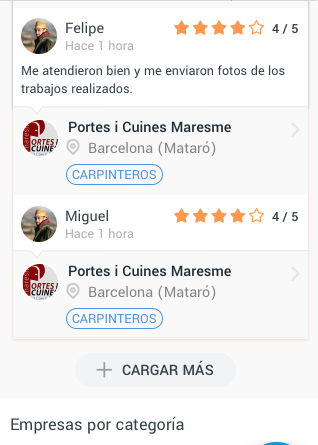 Felipe
4 / 5
Hace 1 hora
Me atendieron bien y me enviaron fotos de los
trabajos realizados.
Portes i Cuines Maresme
Barcelona (Mataró)
CARPINTEROS
Miguel
4 / 5
Hace 1 hora
Portes i Cuines Maresme
Barcelona (Mataró)
CARPINTEROS
+ CARGAR MÁS
Empresas por categoría